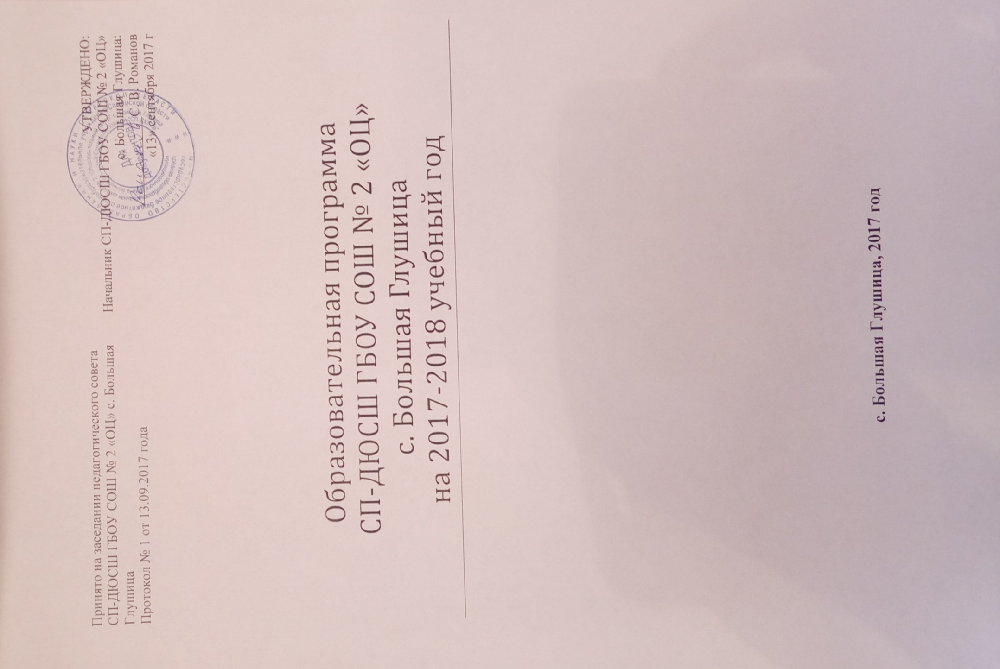 Принято на заседании педагогического совета
СП-ДЮСШ ГБОУ СОШ № 2 «ОЦ» с. Большая
Глушица
Протокол № 1 от 13.09.2017 года
УТВЕРЖДЕНО:
Начальник СП-ДЮСШ ГБОУ СОШ № 2 «ОЦ»
с. Большая Глушица:
С. В. Романов
«13» сентября 2017 г
Для
документов
Образовательная программа
СП-ДЮСШ ГБОУ СОШ № 2 «ОЦ»
с. Большая Глушица
на 2017-2018 учебный год
с. Большая Глушица, 2017 год